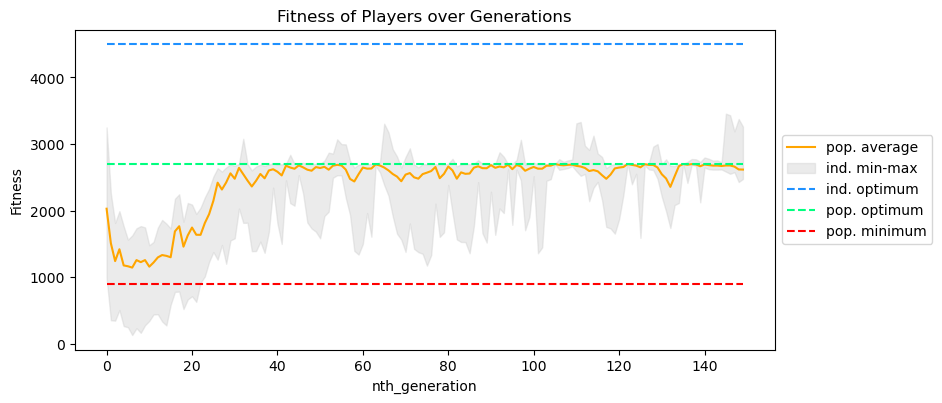 Fitness of Players over Generations
Fitness
4000
3000
2000
1000
0
0 20 40 60 80 100 120 140
nth_generation
pop. average
ind. min-max
ind. optimum
pop. optimum
pop. minimum